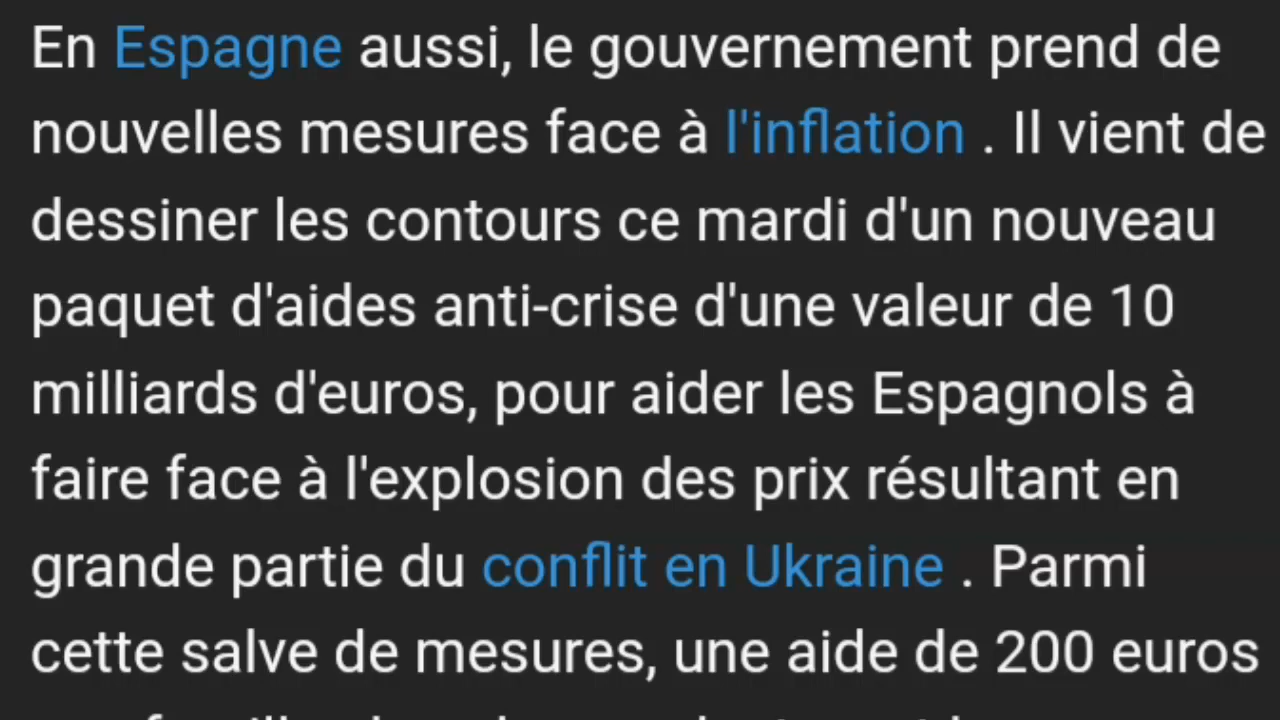 En Espagne aussi, le gouvernement prend de
nouvelles mesures face à l'inflation . Il vient de
dessiner les contours ce mardi d'un nouveau
paquet d'aides anti-crise d'une valeur de 10
milliards d'euros, pour aider les Espagnols à
faire face à l'explosion des prix résultant en
grande partie du conflit en Ukraine . Parmi
cette salve de mesures, une aide de 200 euros